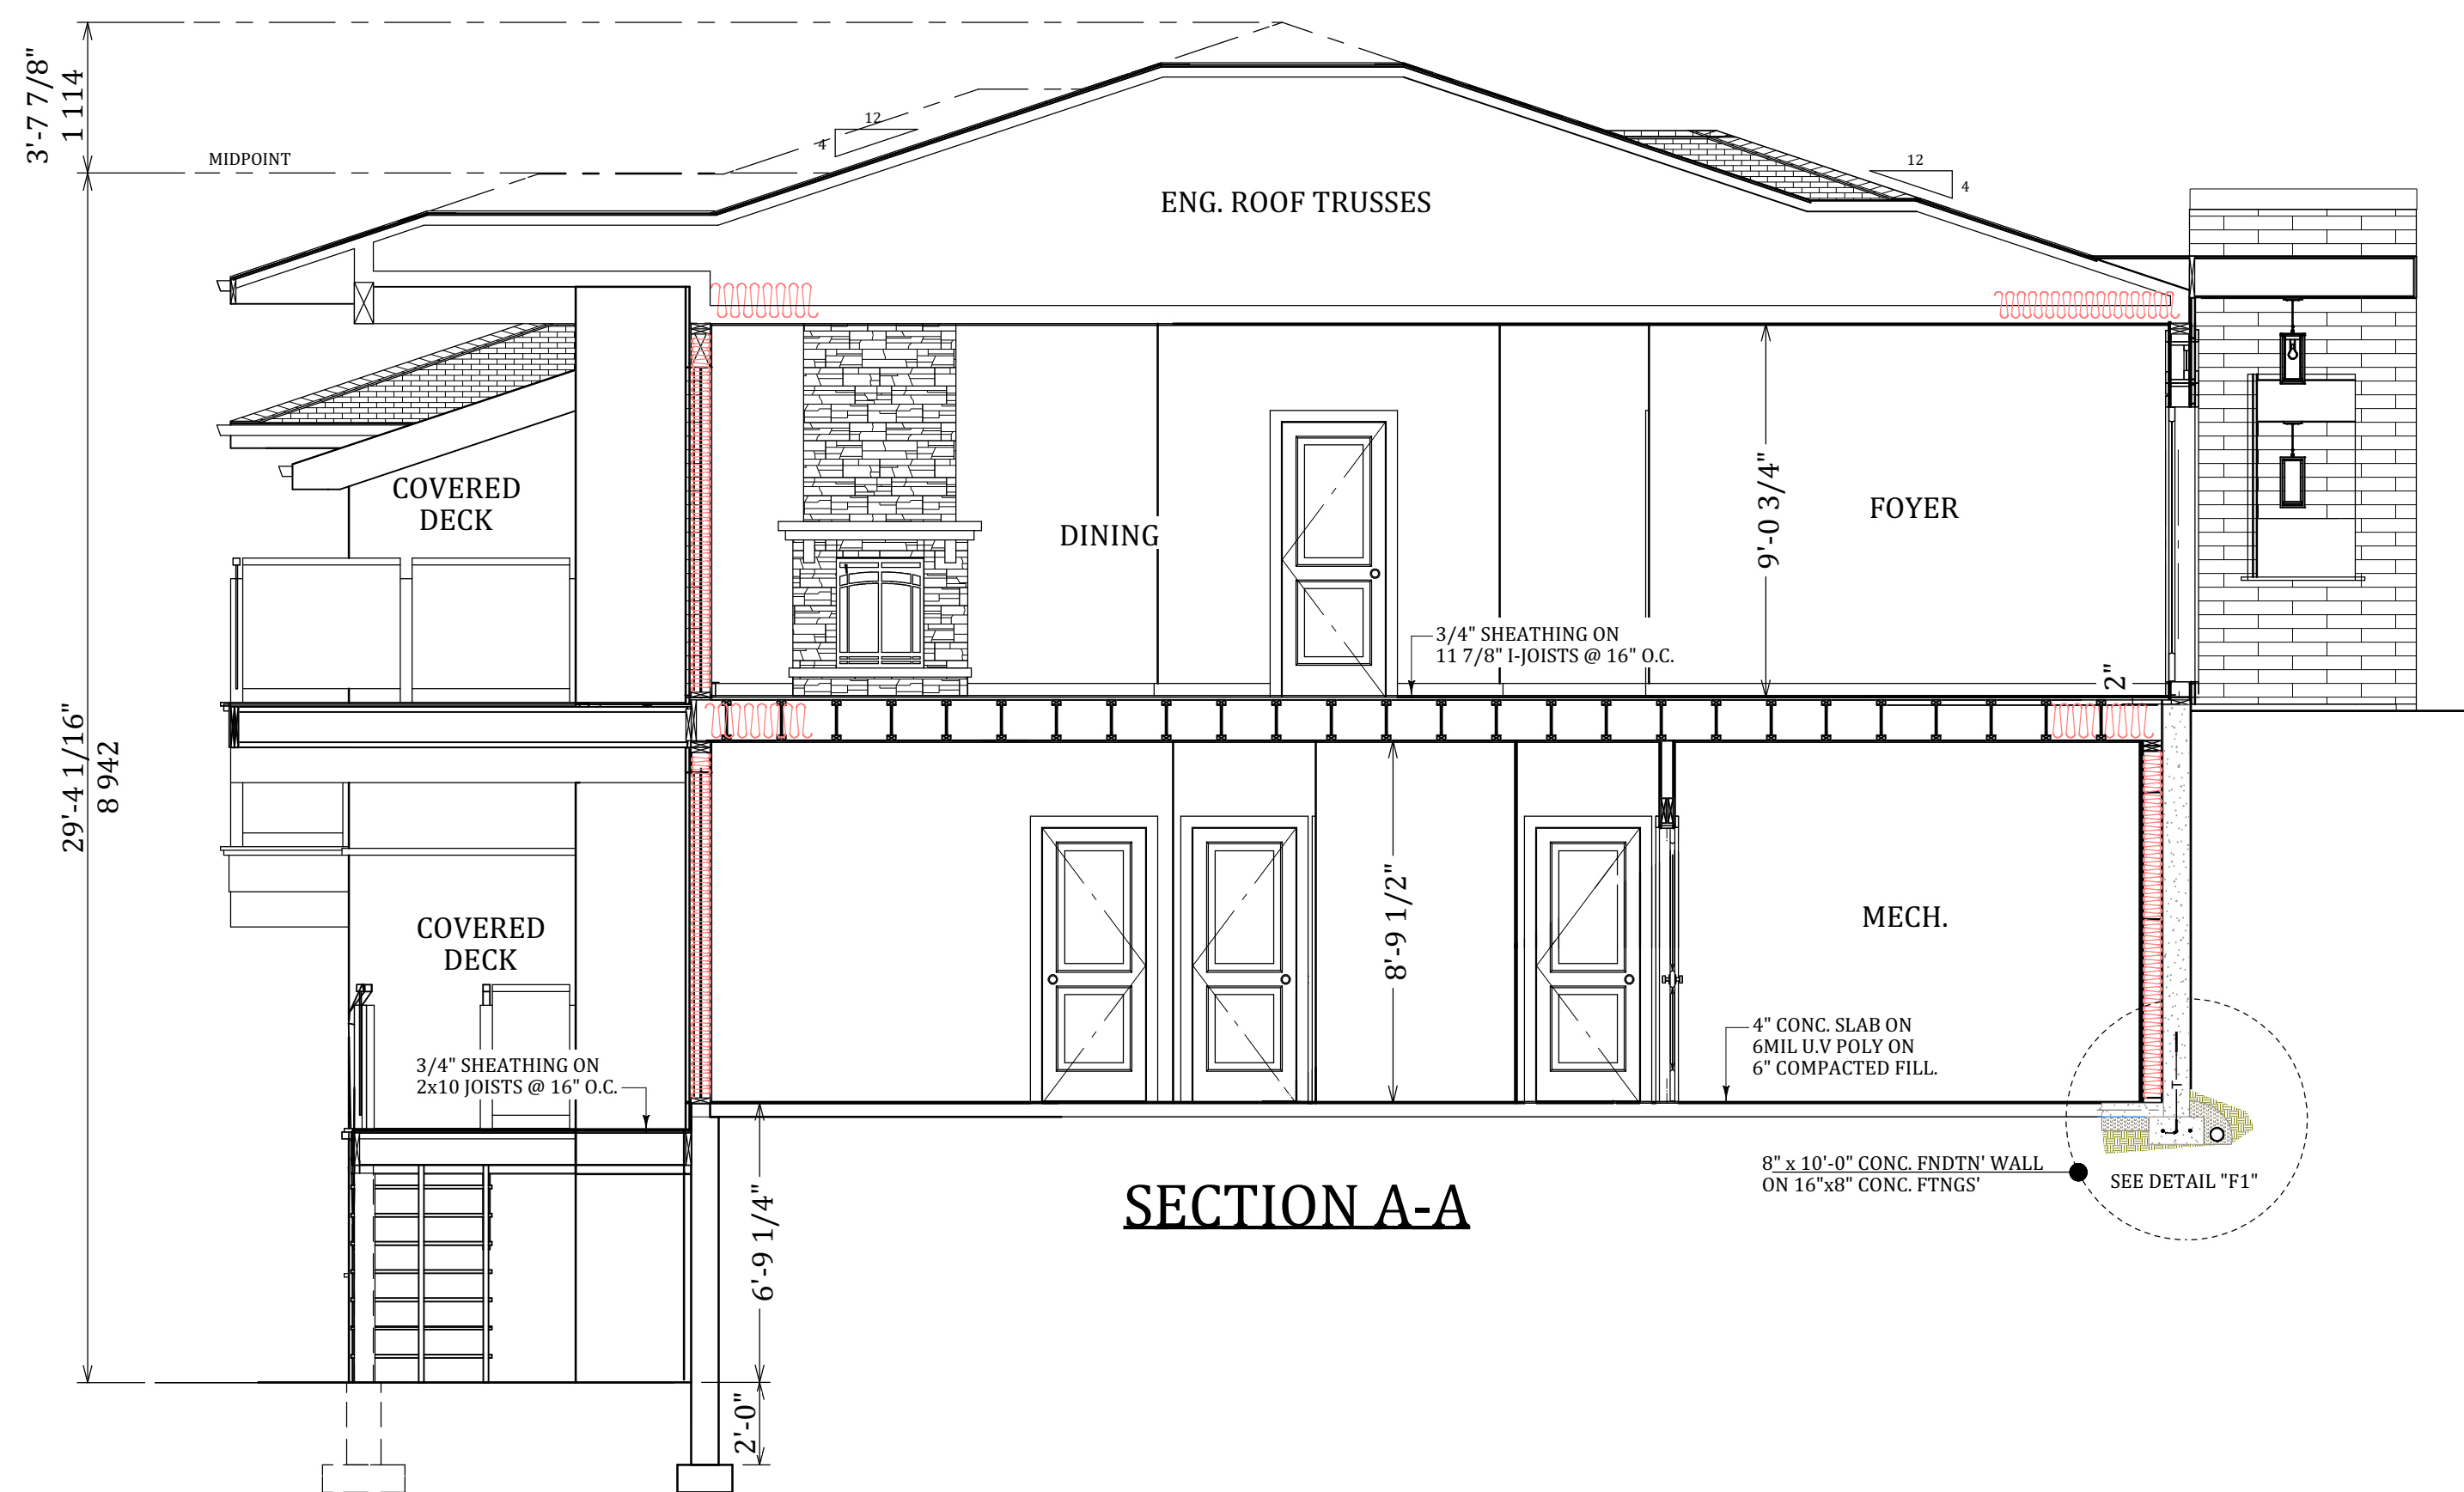 3'-7 7/8"
1 114
MIDPOINT
12
4
12
4
ENG. ROOF TRUSSES
COVERED
DECK
DINING
9'-0 3/4"
FOYER
3/4" SHEATHING ON
11 7/8" I-JOISTS @ 16" O.C.
2"
29'-4 1/16"
8 942
COVERED
DECK
8'-9 1/2"
MECH.
3/4" SHEATHING ON
2x10 JOISTS @ 16" O.C.
4" CONC. SLAB ON
6MIL U.V POLY ON
6" COMPACTED FILL.
8" x 10'-0" CONC. FNDTN' WALL
ON 16"x8" CONC. FTNGS'
SEE DETAIL "F1"
6'-9 1/4"
SECTION A-A
2'-0"